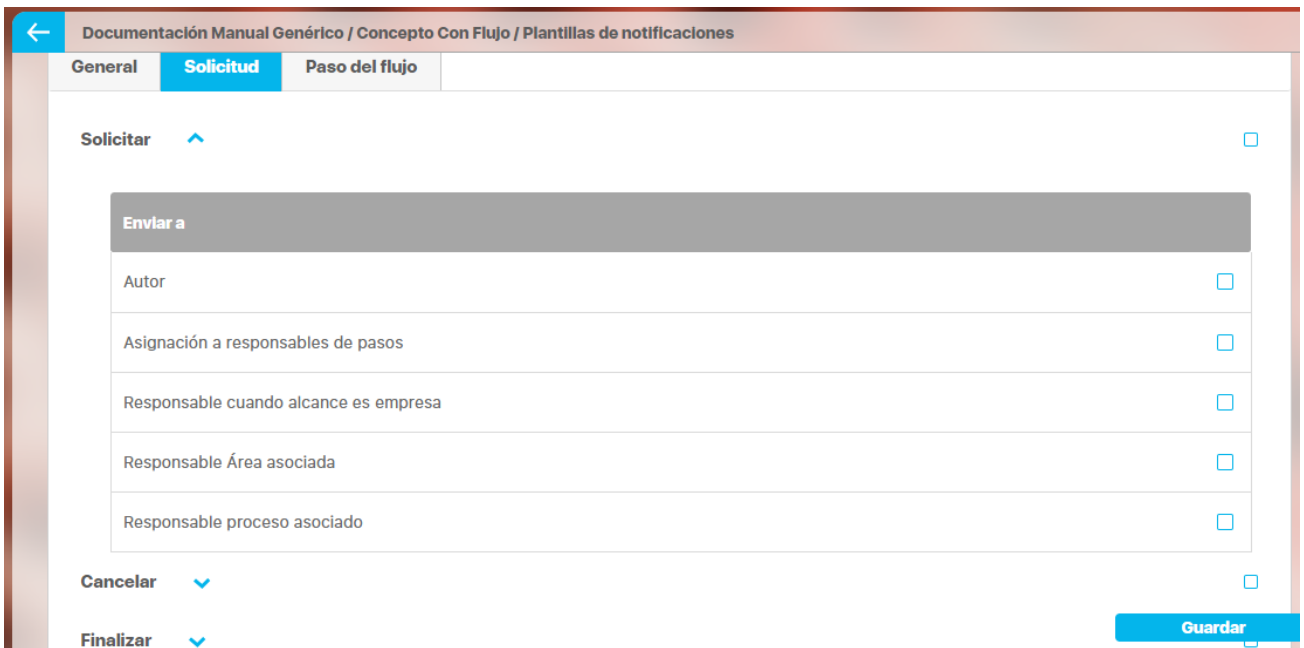 Documentación Manual Genérico / Concepto Con Flujo / Plantillas de notificaciones
General Solicitud Paso del flujo
Solicitar
Enviar a
Autor
Asignación a responsables de pasos
Responsable cuando alcance es empresa
Responsable Área asociada
Responsable proceso asociado
Cancelar
Guardar
Finalizar